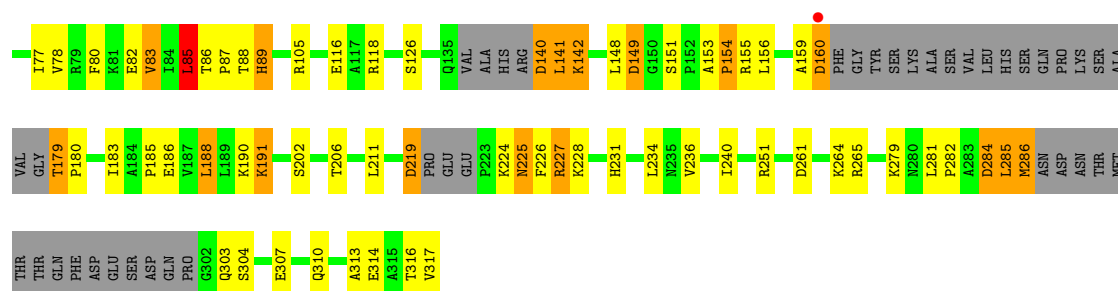 I77 V78 R79 F80 K81 E82 V83 I84 L85 T86 P87 T88 H89 R105 E116 A117 R118 S126 Q135 VAL ALA HIS ARG D140 L141 K142 L148 D149 G150 S151 P152 A153 P154 R155 L156 A159 D160 PHE GLY TYR SER LYS ALA SER VAL LEU HIS SER GLN PRO LYS SER ALA
VAL GLY T179 P180 I183 A184 P185 E186 V187 L188 L189 K190 K191 S202 T206 L211 D219 PRO GLU GLU P223 K224 N225 F226 R227 K228 H231 L234 N235 V236 I240 R251 D261 K264 R265 K279 N280 L281 P282 A283 D284 L285 M286 ASN ASP ASN THR MET
THR THR GLN PHE ASP GLU SER ASP GLN PRO G302 Q303 S304 E307 Q310 A313 E314 A315 T316 V317